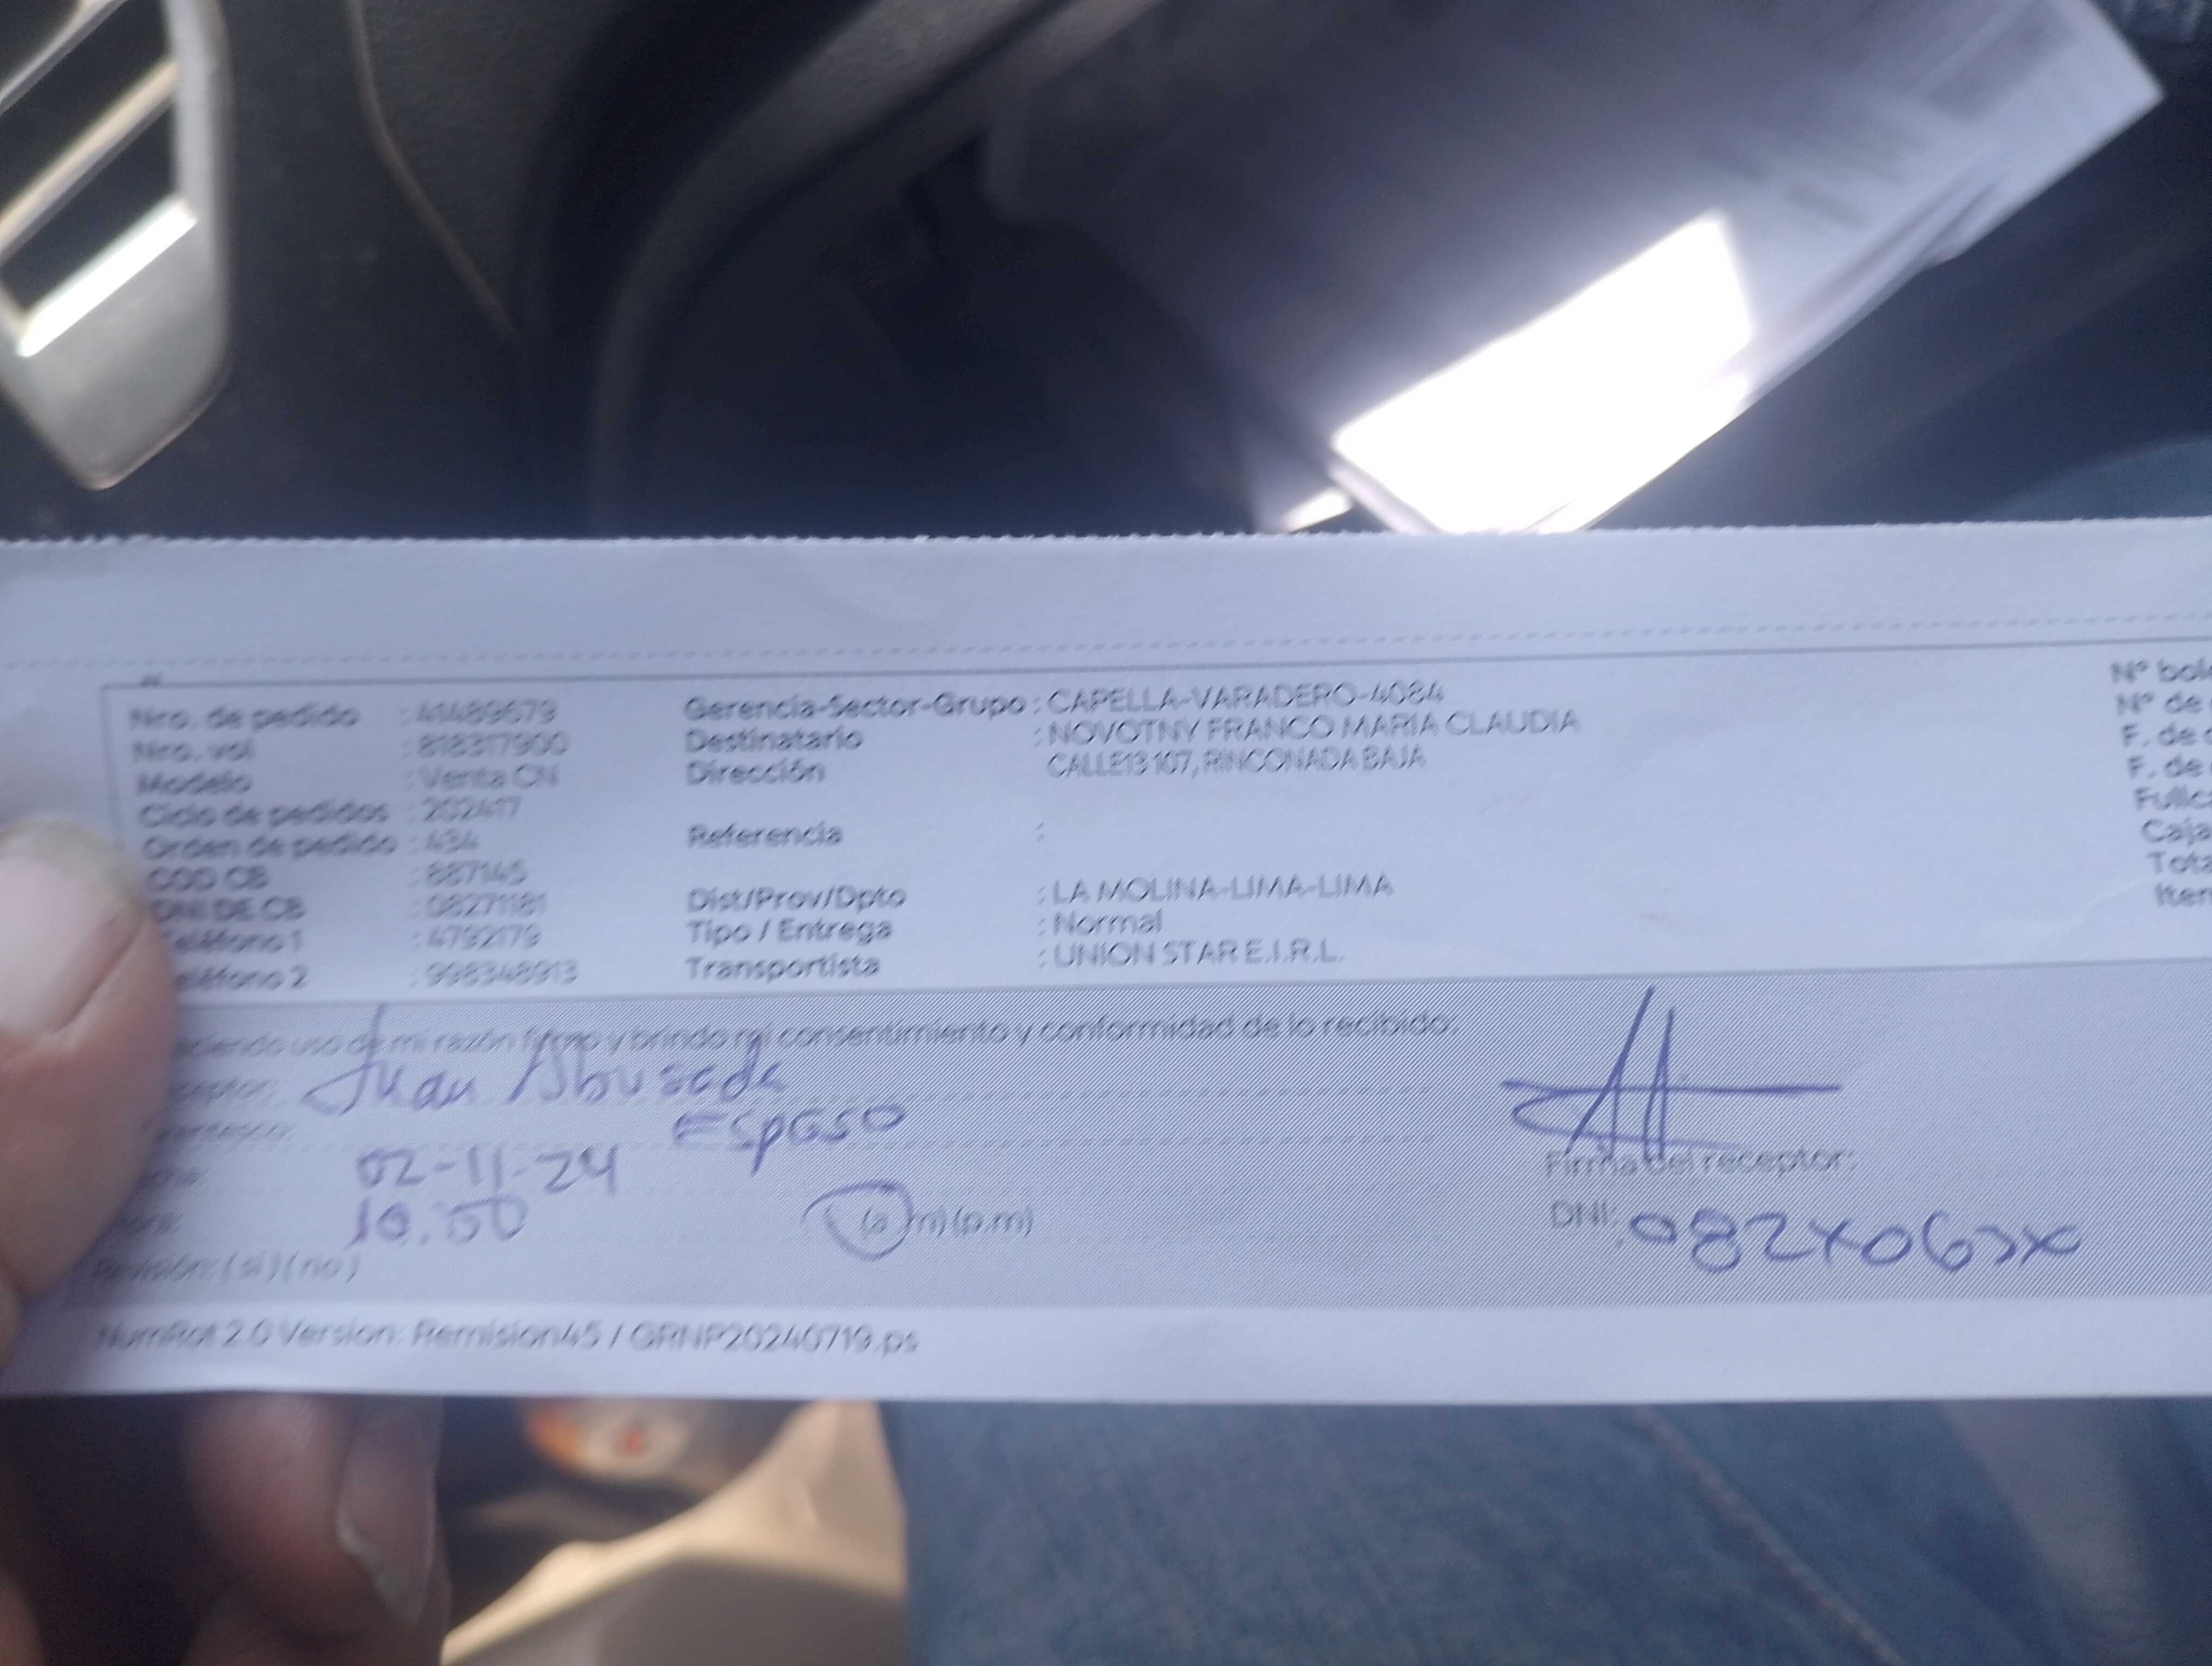 Nro. de pedido : 41489679 Gerencia-Sector-Grupo : CAPELLA-VARADERO-4084 N° bol
Nro. vol : 818317900 Destinatario : NOVOTNY FRANCO MARIA CLAUDIA N° de
Modelo : Venta CN Dirección CALLE13 107, RINCONADA BAJA F. de
Ciclo de pedidos : 202417 F. de
Orden de pedido : 434 Referencia :
COD CB : 887145 Caja
DNI DE CB : 08271181 Dist/Prov/Dpto : LA MOLINA-LIMA-LIMA Tota
léfono 1 : 4792179 Tipo / Entrega : Normal Item
léfono 2 : 998348913 Transportista : UNION STAR E.I.R.L.
ciendo uso de mi razón firmo y brindo mi consentimiento y conformidad de lo recibido:
ceptor: Juan Abusada
Esposo
02-11-24 Firma del receptor:
10:50 (a.m) (p.m) DNI:
Revisión: (si) (no)
NumRot 2.0 Version: Remision45 / GRNP20240719.ps